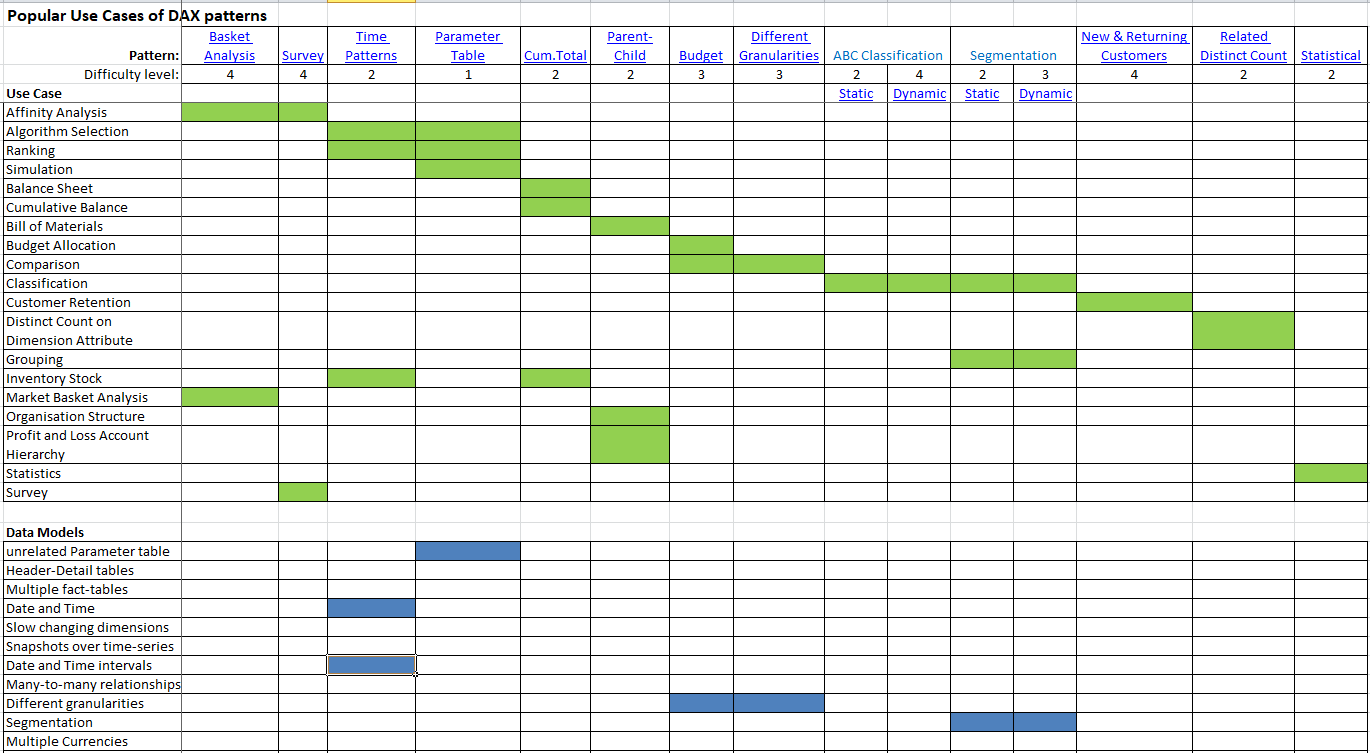 Popular Use Cases of DAX patterns
Basket Time Parameter Parent- Different New & Returning Related
Pattern: Analysis Survey Patterns Table Cum.Total Child Budget Granularities ABC Classification Segmentation Customers Distinct Count Statistical
Difficulty level: 4 4 2 1 2 2 3 3 2 4 2 3 4 2 2
Use Case Static Dynamic Static Dynamic
Affinity Analysis
Algorithm Selection
Ranking
Simulation
Balance Sheet
Cumulative Balance
Bill of Materials
Budget Allocation
Comparison
Classification
Customer Retention
Distinct Count on
Dimension Attribute
Grouping
Inventory Stock
Market Basket Analysis
Organisation Structure
Profit and Loss Account
Hierarchy
Statistics
Survey
Data Models
unrelated Parameter table
Header-Detail tables
Multiple fact-tables
Date and Time
Slow changing dimensions
Snapshots over time-series
Date and Time intervals
Many-to-many relationships
Different granularities
Segmentation
Multiple Currencies